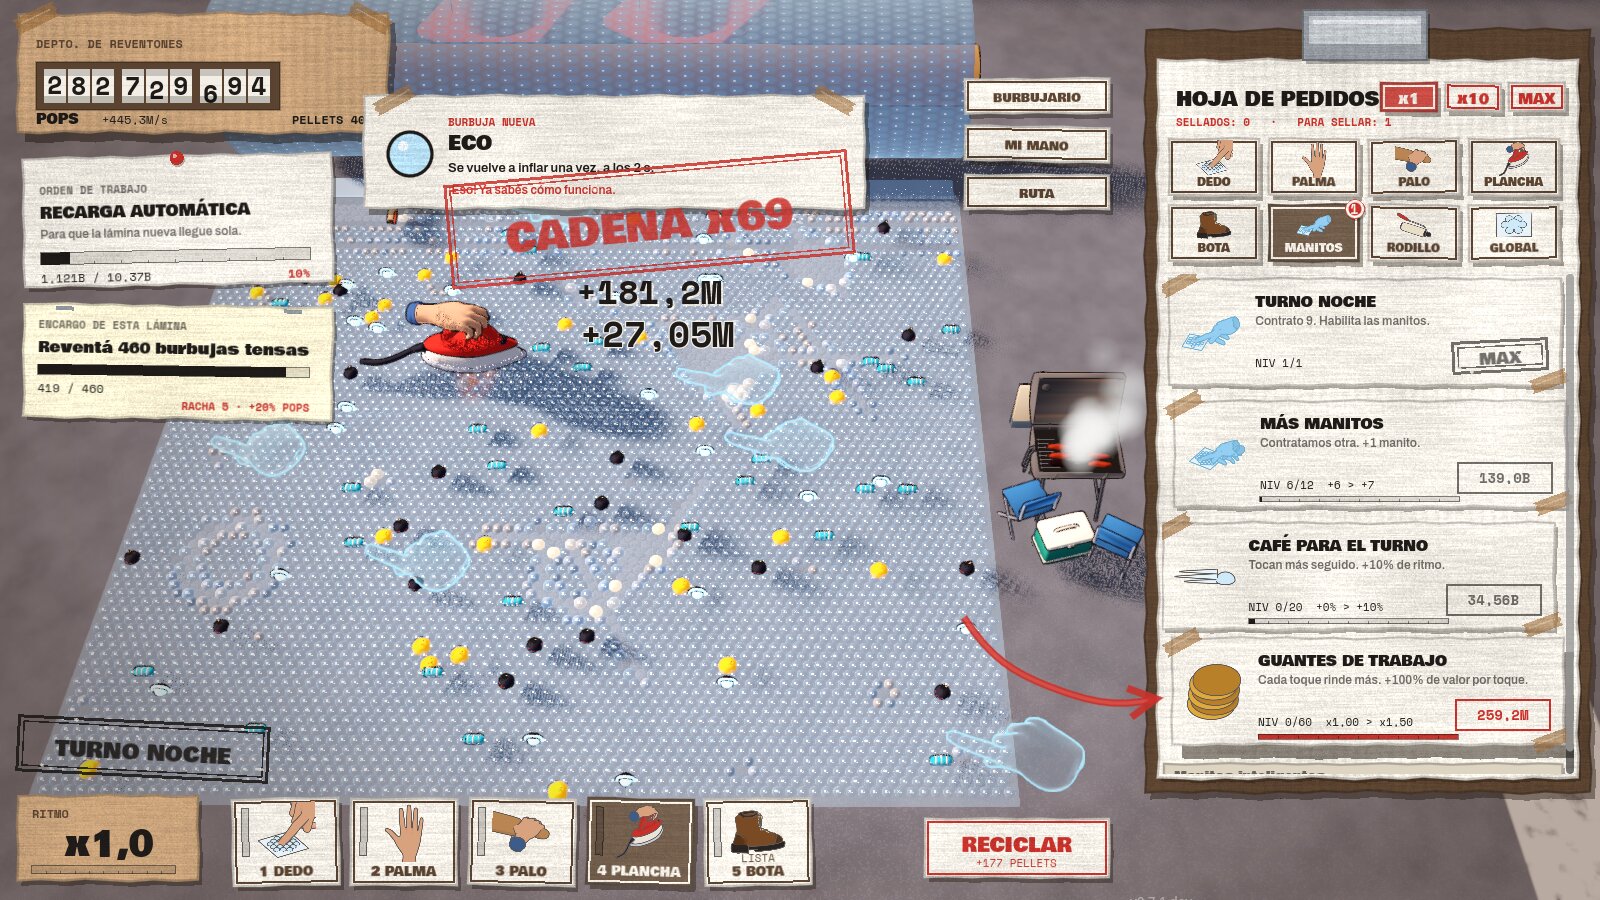 DEPTO. DE REVENTONES
282 729 694
POPS +445,3M/s PELLETS 40
ORDEN DE TRABAJO
RECARGA AUTOMÁTICA
Para que la lámina nueva llegue sola.
1,121B / 10,37B 10%
ENCARGO DE ESTA LÁMINA
Reventá 460 burbujas tensas
419 / 460
RACHA 5 · +20% POPS
BURBUJA NUEVA
ECO
Se vuelve a inflar una vez, a los 2 s.
¡Eso! Ya sabés cómo funciona.
CADENA x69
+181,2M
+27,05M
BURBUJARIO
MI MANO
RUTA
HOJA DE PEDIDOS x1 x10 MAX
SELLADOS: 0 · PARA SELLAR: 1
DEDO PALMA PALO PLANCHA
1
BOTA MANITOS RODILLO GLOBAL
TURNO NOCHE
Contrato 9. Habilita las manitos.
NIV 1/1 MAX
MÁS MANITOS
Contratamos otra. +1 manito.
NIV 6/12 +6 > +7 139,0B
CAFÉ PARA EL TURNO
Tocan más seguido. +10% de ritmo.
NIV 0/20 +0% > +10% 34,56B
GUANTES DE TRABAJO
Cada toque rinde más. +100% de valor por toque.
NIV 0/60 x1,00 > x1,50 259,2M
TURNO NOCHE
RITMO
x1,0
1 DEDO
2 PALMA
3 PALO
4 PLANCHA
LISTA
5 BOTA
RECICLAR
+177 PELLETS